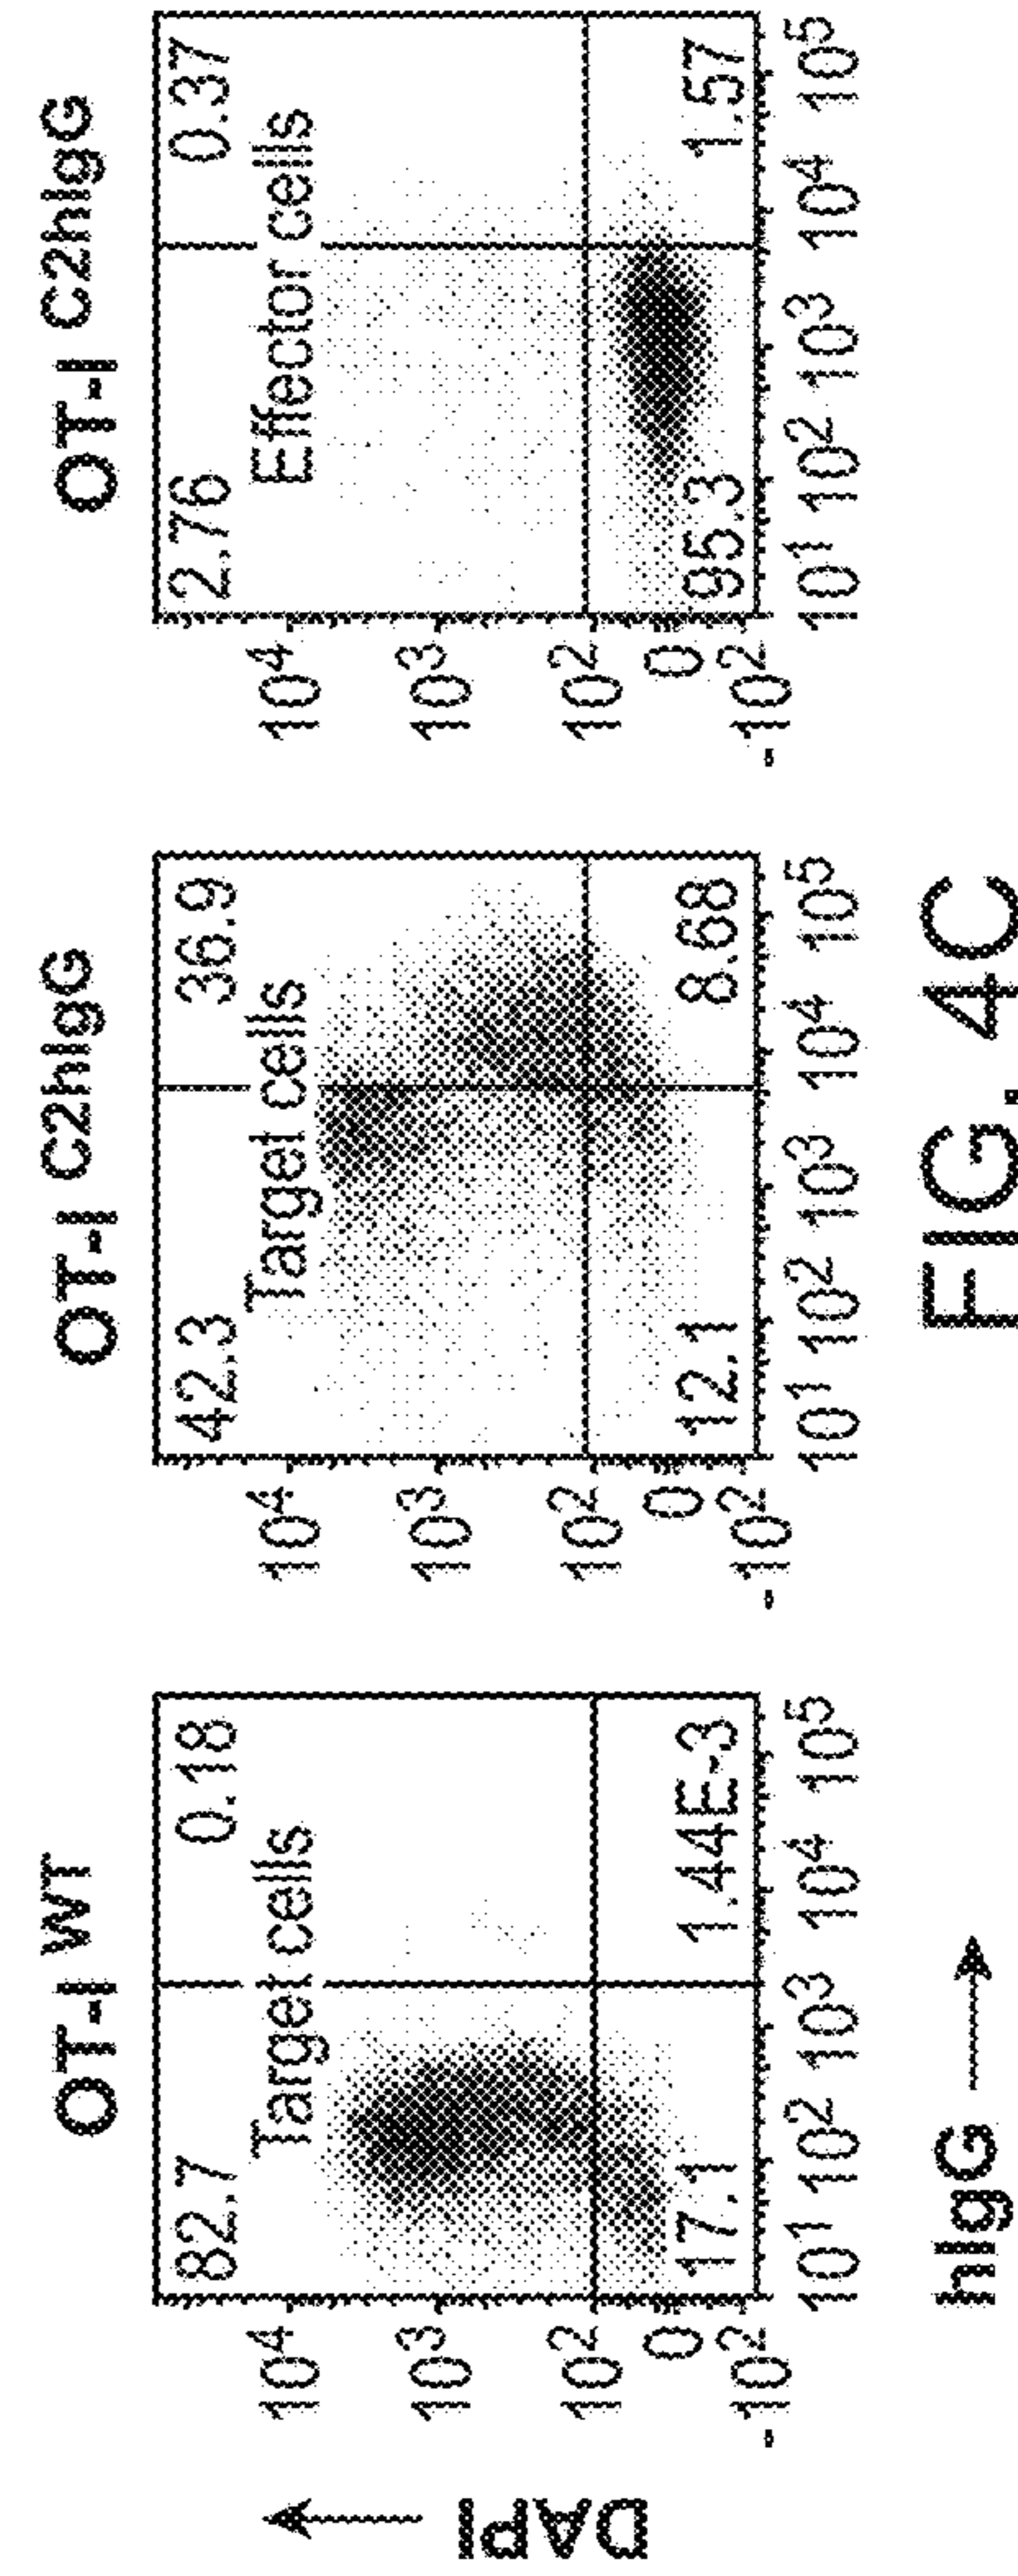 OT-I WT
82.7 0.18
Target cells
17.1 1.44E-3
10⁴
10³
10²
0
-10²
10¹ 10² 10³ 10⁴ 10⁵
OT-I C2hIgG
42.3 36.9
Target cells
12.1 8.68
10⁴
10³
10²
0
-10²
10¹ 10² 10³ 10⁴ 10⁵
OT-I C2hIgG
2.76 0.37
Effector cells
95.3 1.57
10⁴
10³
10²
0
-10²
10¹ 10² 10³ 10⁴ 10⁵
DAPI
hIgG
FIG. 4C